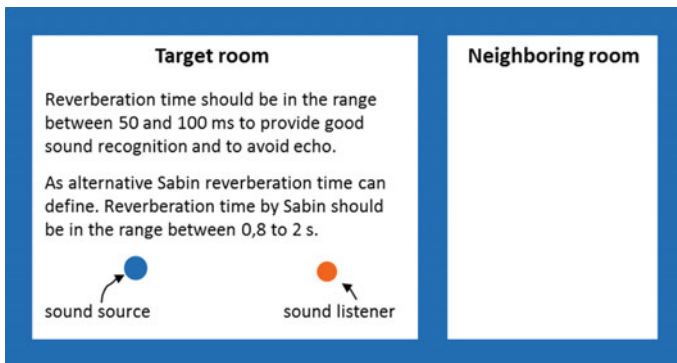 Target room
Reverberation time should be in the range
between 50 and 100 ms to provide good
sound recognition and to avoid echo.
As alternative Sabin reverberation time can
define. Reverberation time by Sabin should
be in the range between 0,8 to 2 s.
sound source
sound listener
Neighboring room